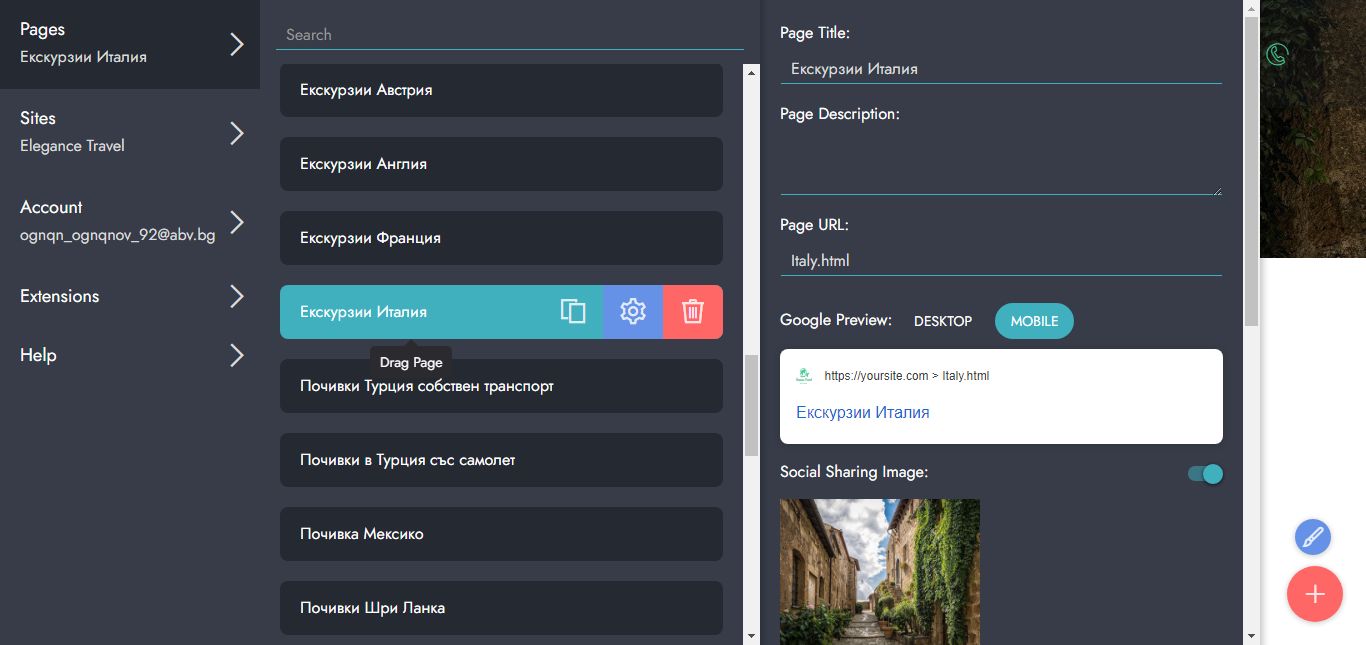 Pages
Екскурзии Италия
Sites
Elegance Travel
Account
ognqn_ognqnov_92@abv.bg
Extensions
Help
Search
Екскурзии Австрия
Екскурзии Англия
Екскурзии Франция
Екскурзии Италия
Drag Page
Почивки Турция собствен транспорт
Почивки в Турция със самолет
Почивка Мексико
Почивки Шри Ланка
Page Title:
Екскурзии Италия
Page Description:
Page URL:
Italy.html
Google Preview: DESKTOP MOBILE
https://yoursite.com > Italy.html
Екскурзии Италия
Social Sharing Image: